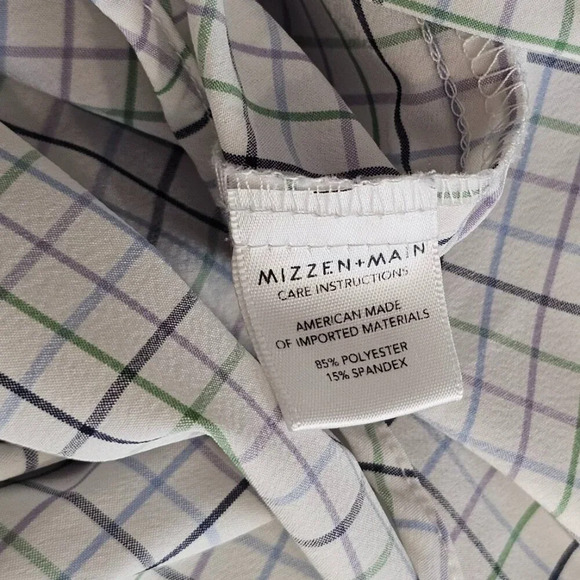 MIZZEN+MAIN
CARE INSTRUCTIONS
AMERICAN MADE
OF IMPORTED MATERIALS
85% POLYESTER
15% SPANDEX